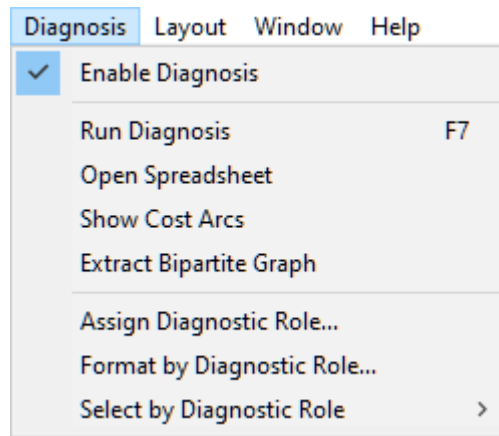 Diagnosis Layout Window Help
Enable Diagnosis
Run Diagnosis F7
Open Spreadsheet
Show Cost Arcs
Extract Bipartite Graph
Assign Diagnostic Role...
Format by Diagnostic Role...
Select by Diagnostic Role